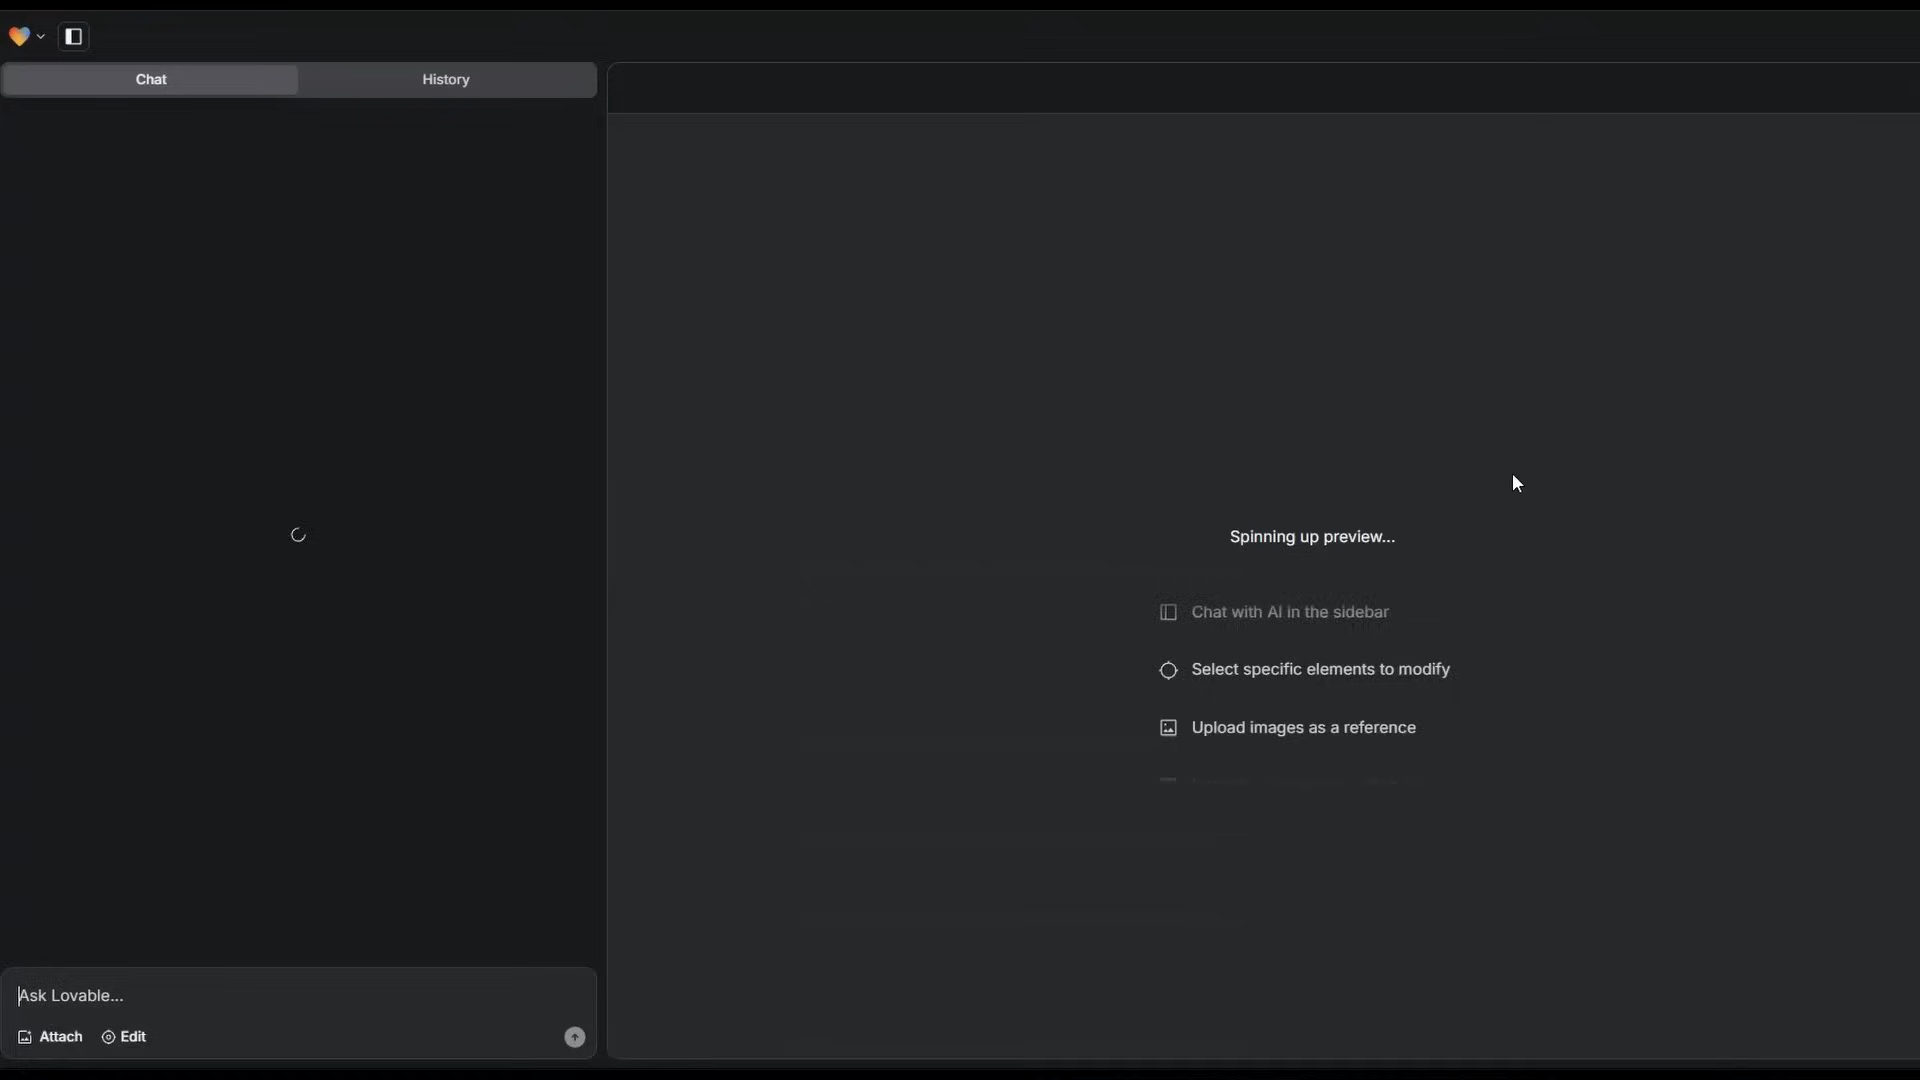 Chat
History
Spinning up preview...
Chat with AI in the sidebar
Select specific elements to modify
Upload images as a reference
Ask Lovable...
Attach
Edit